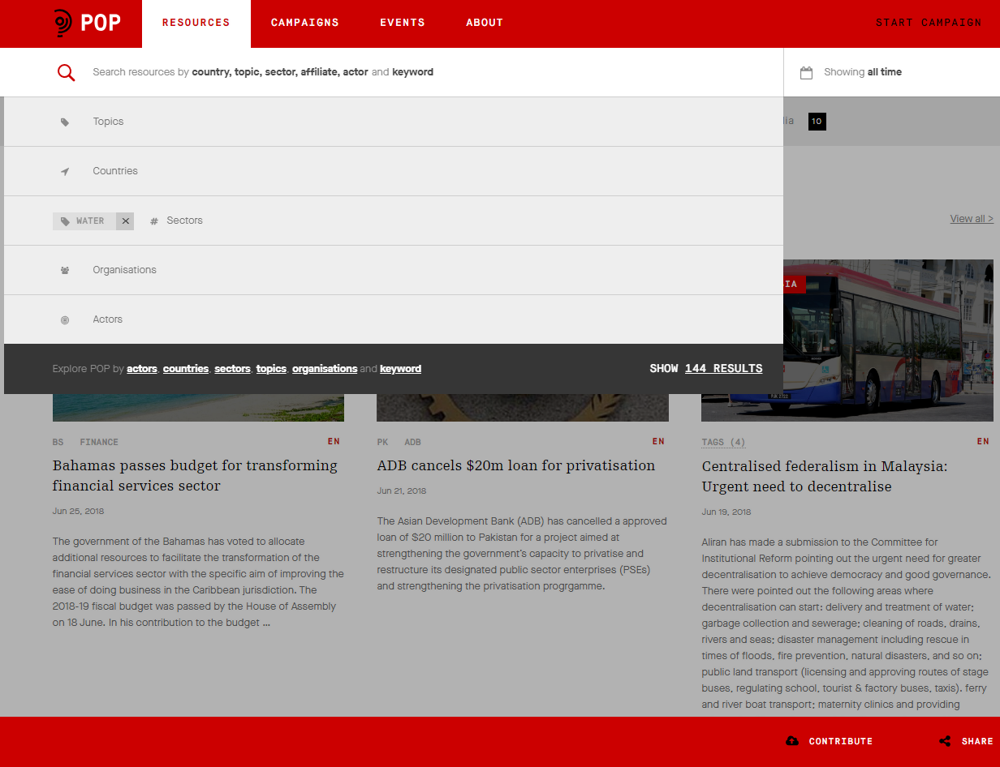 POP
RESOURCES
CAMPAIGNS
EVENTS
ABOUT
START CAMPAIGN
Search resources by country, topic, sector, affiliate, actor and keyword
Showing all time
Topics
lia 10
Countries
WATER × # Sectors
View all >
Organisations
IA
Actors
Explore POP by actors, countries, sectors, topics, organisations and keyword
SHOW 144 RESULTS
BS FINANCE EN
Bahamas passes budget for transforming
financial services sector
Jun 25, 2018
The government of the Bahamas has voted to allocate
additional resources to facilitate the transformation of the
financial services sector with the specific aim of improving the
ease of doing business in the Caribbean jurisdiction. The
2018-19 fiscal budget was passed by the House of Assembly
on 18 June. In his contribution to the budget ...
PK ADB EN
ADB cancels $20m loan for privatisation
Jun 21, 2018
The Asian Development Bank (ADB) has cancelled a approved
loan of $20 million to Pakistan for a project aimed at
strengthening the government's capacity to privatise and
restructure its designated public sector enterprises (PSEs)
and strengthening the privatisation progrgamme.
TAGS (4) EN
Centralised federalism in Malaysia:
Urgent need to decentralise
Jun 19, 2018
Aliran has made a submission to the Committee for
Institutional Reform pointing out the urgent need for greater
decentralisation to achieve democracy and good governance.
There were pointed out the following areas where
decentralisation can start: delivery and treatment of water;
garbage collection and sewerage; cleaning of roads, drains,
rivers and seas; disaster management including rescue in
times of floods, fire prevention, natural disasters, and so on;
public land transport (licensing and approving routes of stage
buses, regulating school, tourist & factory buses, taxis). ferry
and river boat transport; maternity clinics and providing
CONTRIBUTE
SHARE